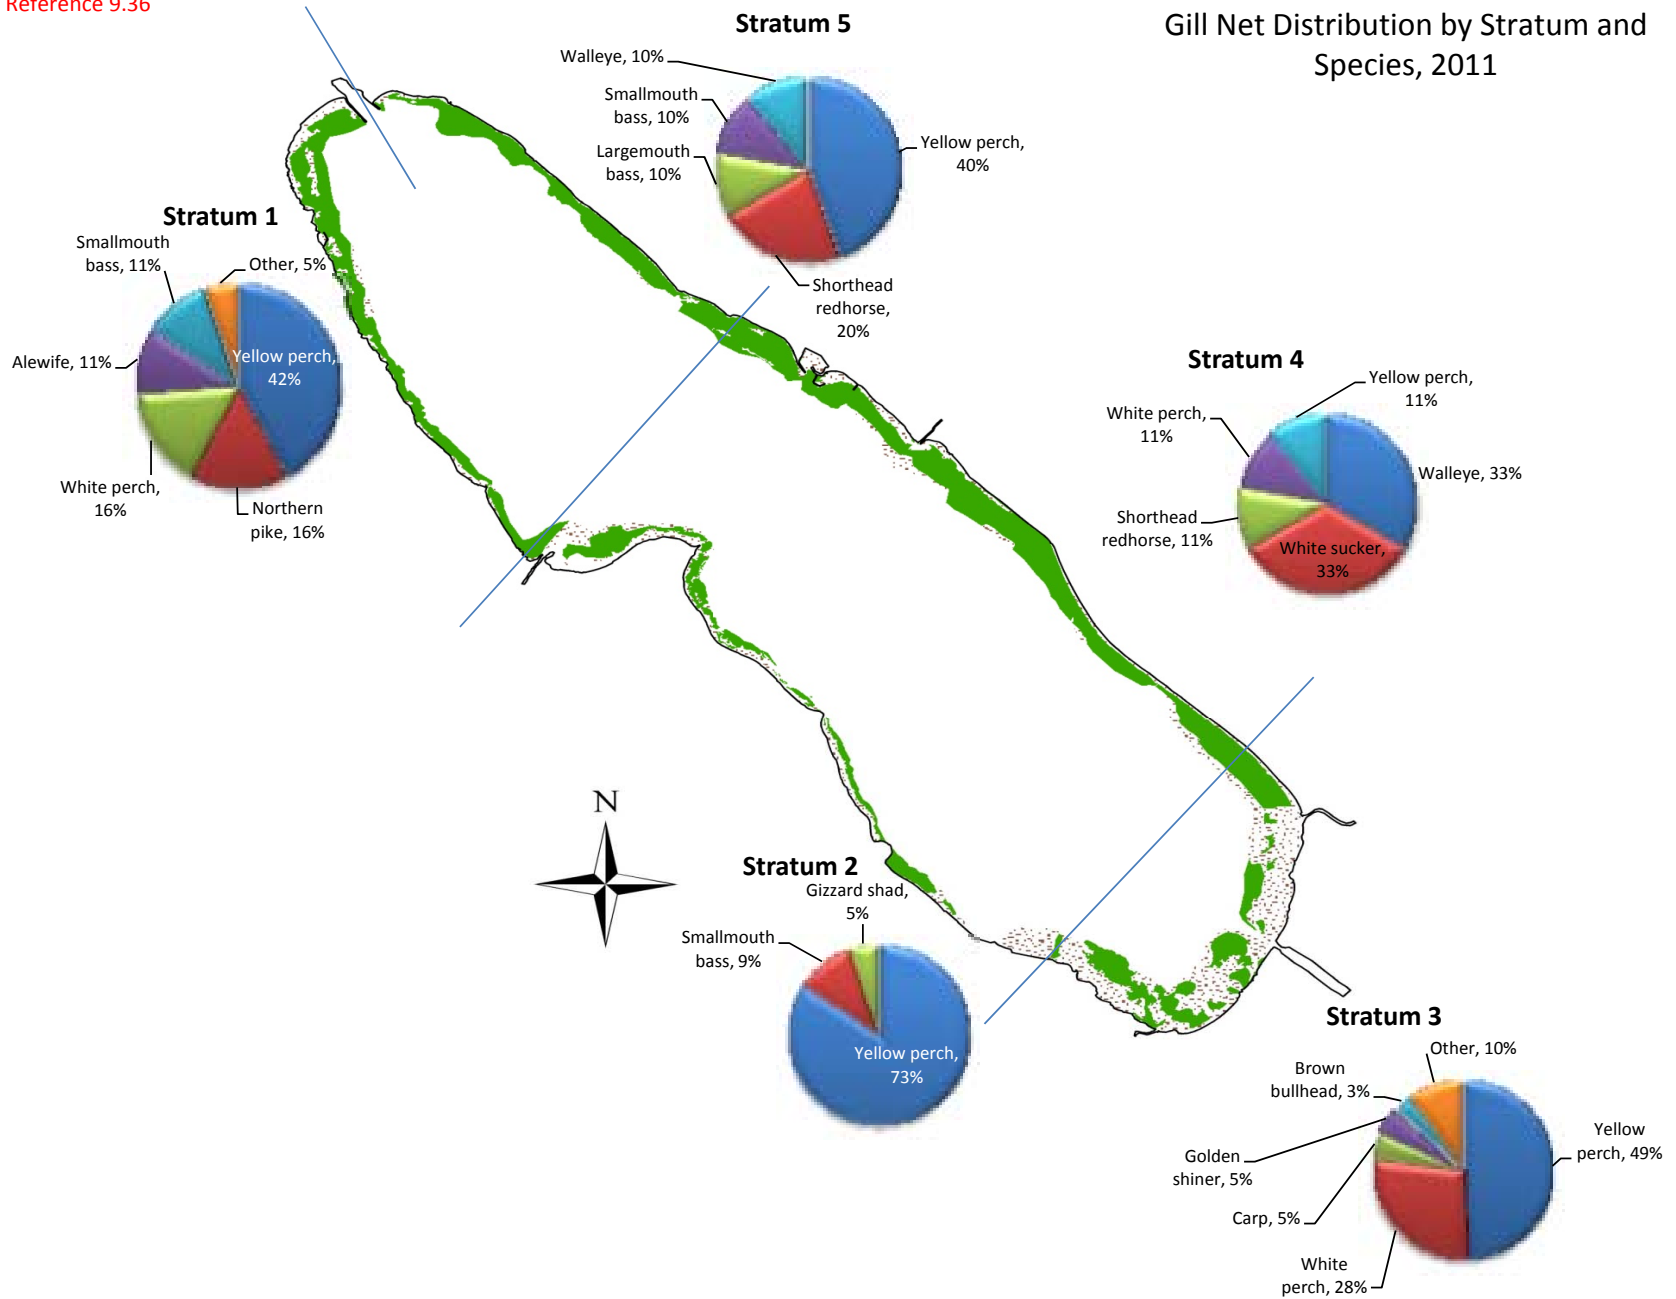 Reference 9.36
Gill Net Distribution by Stratum and
Species, 2011
Stratum 5
Walleye, 10%
Smallmouth
bass, 10%
Largemouth
bass, 10%
Yellow perch,
40%
Shorthead
redhorse,
20%
Stratum 1
Smallmouth
bass, 11%
Other, 5%
Alewife, 11%
Yellow perch,
42%
White perch,
16%
Northern
pike, 16%
Stratum 4
Yellow perch,
11%
White perch,
11%
Walleye, 33%
Shorthead
redhorse, 11%
White sucker,
33%
N
Stratum 2
Gizzard shad,
5%
Smallmouth
bass, 9%
Yellow perch,
73%
Stratum 3
Other, 10%
Brown
bullhead, 3%
Yellow
perch, 49%
Golden
shiner, 5%
Carp, 5%
White
perch, 28%